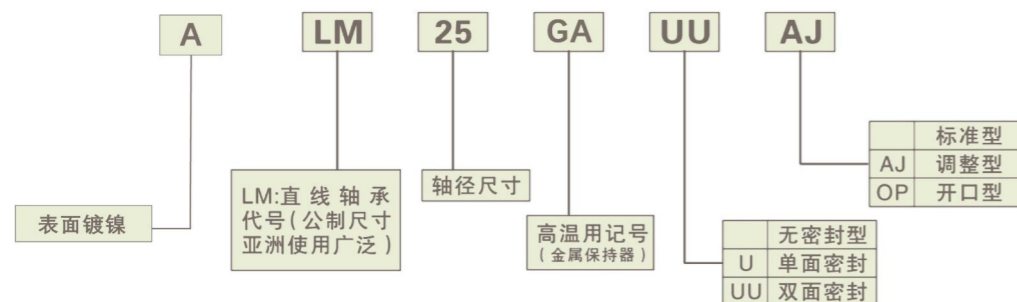 A LM 25 GA UU AJ
标准型
AJ 调整型
OP 开口型
LM:直线轴承
代号(公制尺寸
亚洲使用广泛)
轴径尺寸
表面镀镍
高温用记号
(金属保持器)
无密封型
U 单面密封
UU 双面密封